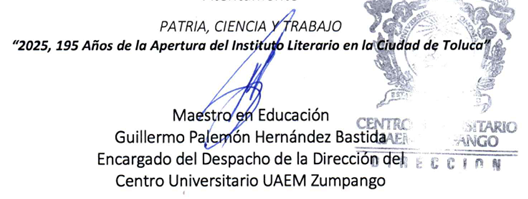 PATRIA, CIENCIA Y TRABAJO
“2025, 195 Años de la Apertura del Instituto Literario en la Ciudad de Toluca”
Maestro en Educación
Guillermo Palemón Hernández Bastida
Encargado del Despacho de la Dirección del
Centro Universitario UAEM Zumpango
DIRECCION